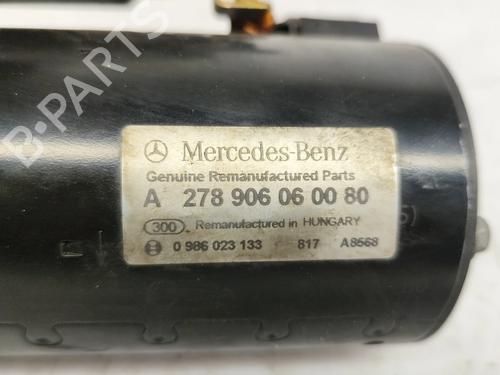 B-PARTS
Mercedes-Benz
Genuine Remanufactured Parts
A 278 906 06 00 80
300 Remanufactured in HUNGARY
0 986 023 133 817 A8568